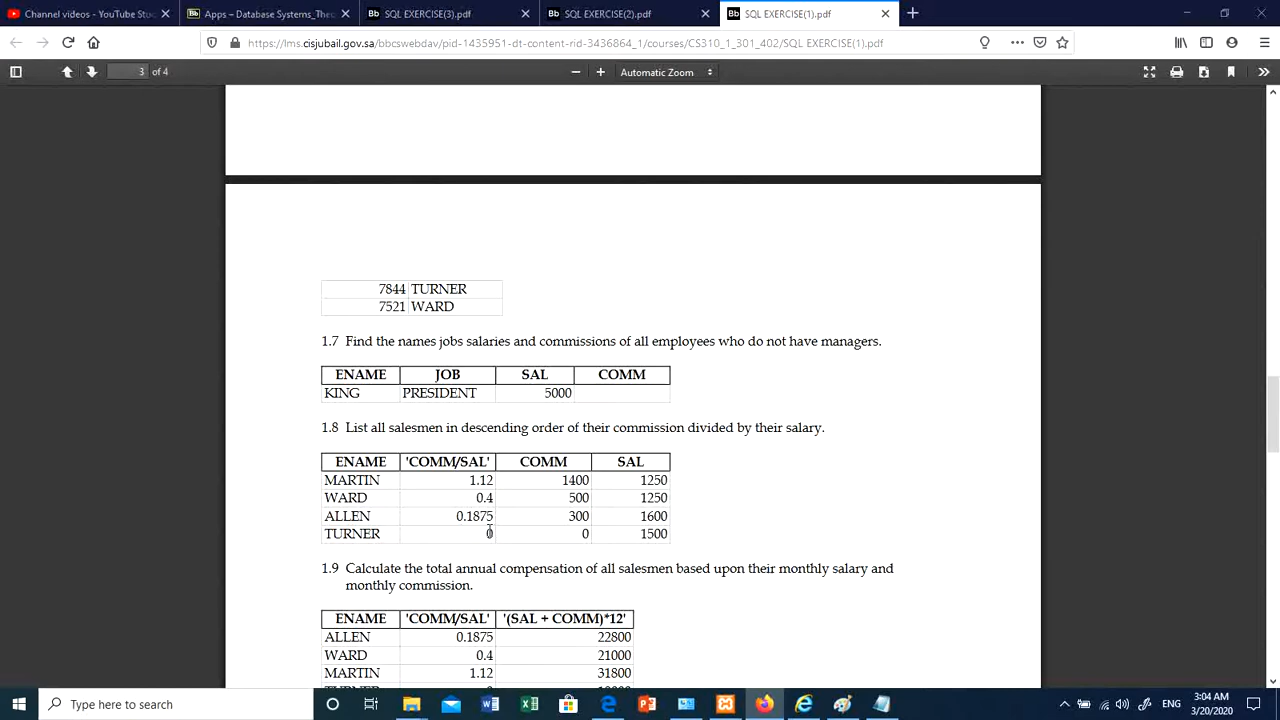 Channel videos - YouTube Stu
Apps – Database Systems_The
SQL EXERCISE(3).pdf
SQL EXERCISE(2).pdf
SQL EXERCISE(1).pdf
https://lms.cisjubail.gov.sa/bbcswebdav/pid-1435951-dt-content-rid-3436864_1/courses/CS310_1_301_402/SQL EXERCISE(1).pdf
3 of 4
Automatic Zoom
7844 TURNER
7521 WARD
1.7 Find the names jobs salaries and commissions of all employees who do not have managers.
ENAME JOB SAL COMM
KING PRESIDENT 5000
1.8 List all salesmen in descending order of their commission divided by their salary.
ENAME 'COMM/SAL' COMM SAL
MARTIN 1.12 1400 1250
WARD 0.4 500 1250
ALLEN 0.1875 300 1600
TURNER 0 0 1500
1.9 Calculate the total annual compensation of all salesmen based upon their monthly salary and
monthly commission.
ENAME 'COMM/SAL' '(SAL + COMM)*12'
ALLEN 0.1875 22800
WARD 0.4 21000
MARTIN 1.12 31800
Type here to search
ENG
3:04 AM
3/20/2020